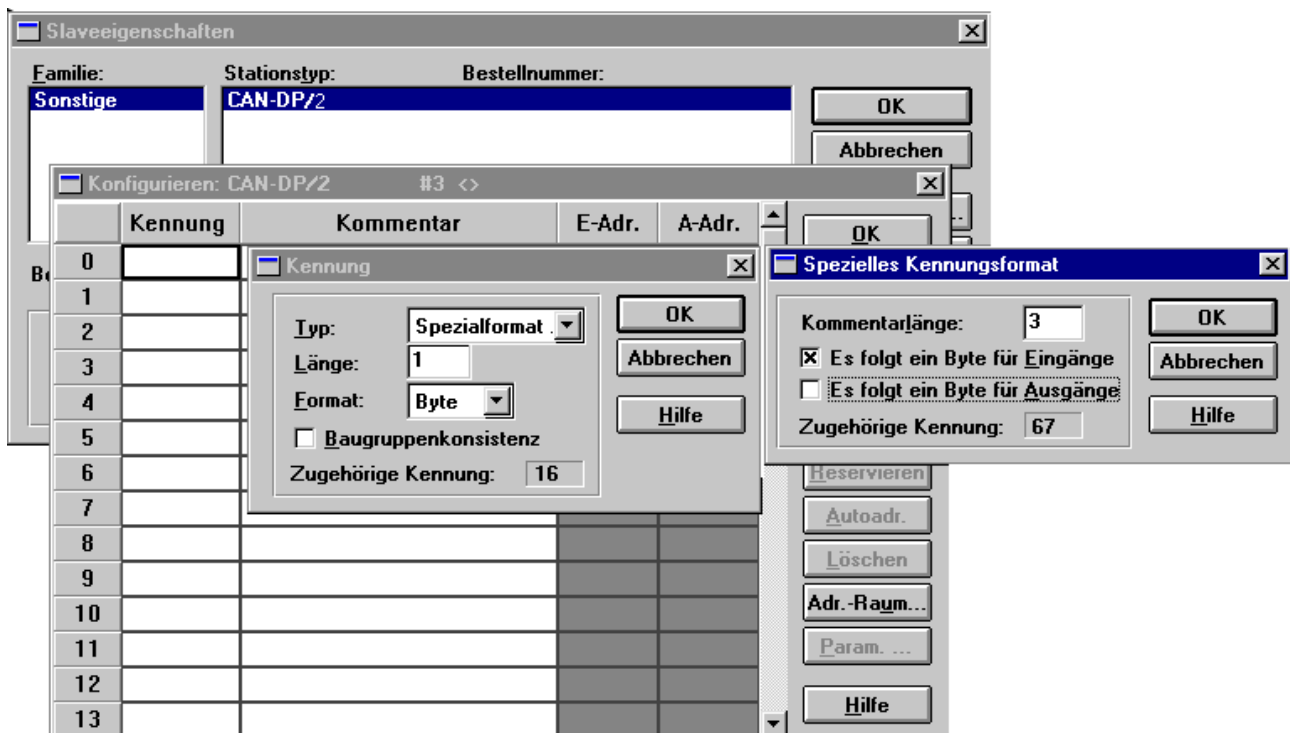 Slaveeigenschaften
Familie: Stationstyp: Bestellnummer:
Sonstige CAN-DP/2
OK
Abbrechen
Konfigurieren: CAN-DP/2 #3 <>
Kennung Kommentar E-Adr. A-Adr.
OK
0
1
2
3
4
5
6
7
8
9
10
11
12
13
Kennung
Typ: Spezialformat .
Länge: 1
Format: Byte
Baugruppenkonsistenz
Zugehörige Kennung: 16
OK
Abbrechen
Hilfe
Spezielles Kennungsformat
Kommentarlänge: 3
Es folgt ein Byte für Eingänge
Es folgt ein Byte für Ausgänge
Zugehörige Kennung: 67
OK
Abbrechen
Hilfe
Reservieren
Autoadr.
Löschen
Adr.-Raum...
Param. ...
Hilfe